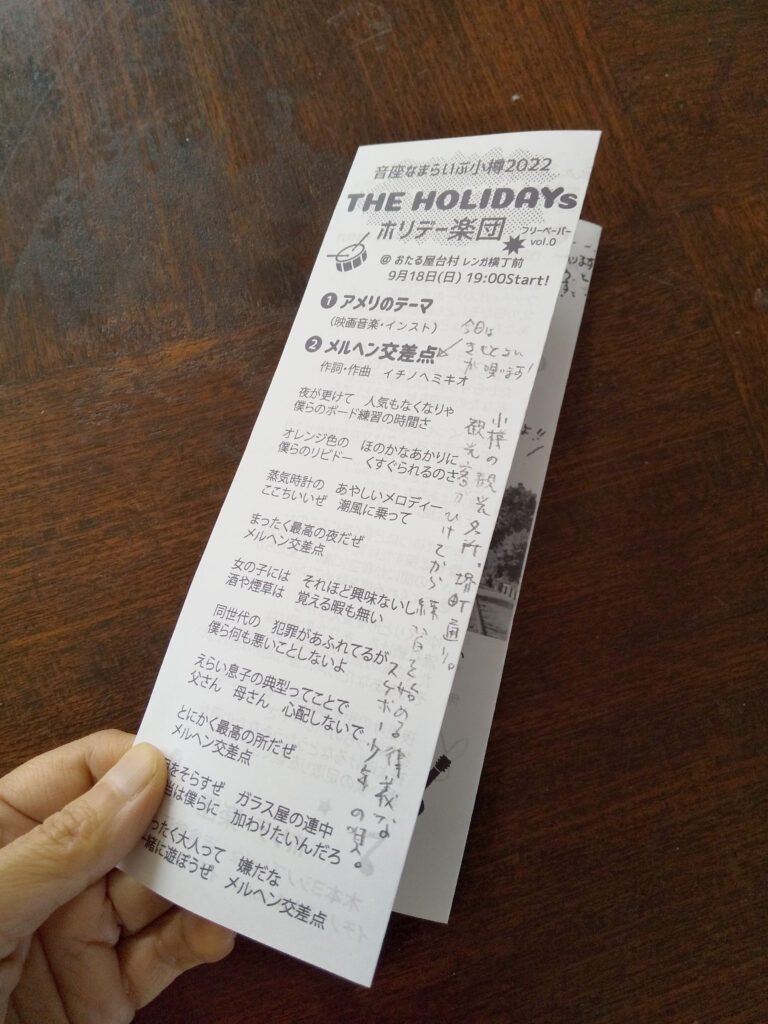 音座なまらいぶ小樽2022
THE HOLIDAYs
ホリデー楽団
フリーペーパー
vol.0
@ おたる屋台村 レンガ横丁前
9月18日(日) 19:00Start!
❶ アメリのテーマ
(映画音楽・インスト)
❷ メルヘン交差点
作詞・作曲 イチノヘミキオ
今日は
が唄います!
夜が更けて 人気もなくなりゃ
僕らのボード練習の時間さ
オレンジ色の ほのかなあかりに
僕らのリビドー くすぐられるのさ
蒸気時計の あやしいメロディー
ここちいいぜ 潮風に乗って
まったく最高の夜だぜ
メルヘン交差点
女の子には それほど興味ないし
酒や煙草は 覚える暇も無い
同世代の 犯罪があふれてるが
僕ら何も悪いことしないよ
えらい息子の典型ってことで
父さん 母さん 心配しないで
とにかく最高の所だぜ
メルヘン交差点
をそらすぜ ガラス屋の連中
当は僕らに 加わりたいんだろ
ったく大人って 嫌だな
緒に遊ぼうぜ メルヘン交差点
小樽の観光名所・堺町通り。
観光客がひけてから練習を始める律義な
スケボー少年の唄。